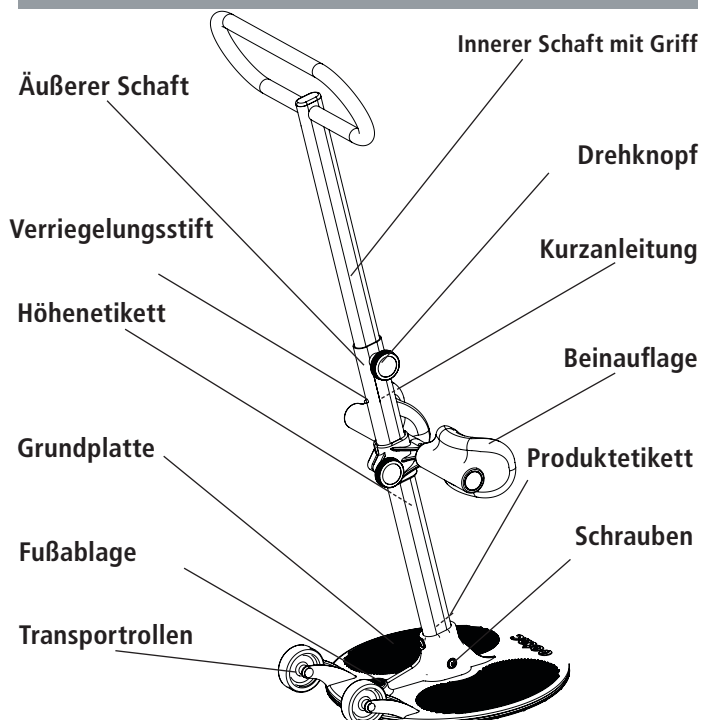 Innerer Schaft mit Griff
Äußerer Schaft
Drehknopf
Verriegelungsstift
Kurzanleitung
Höhenetikett
Beinauflage
Grundplatte
Produktetikett
Schrauben
Fußablage
Transportrollen